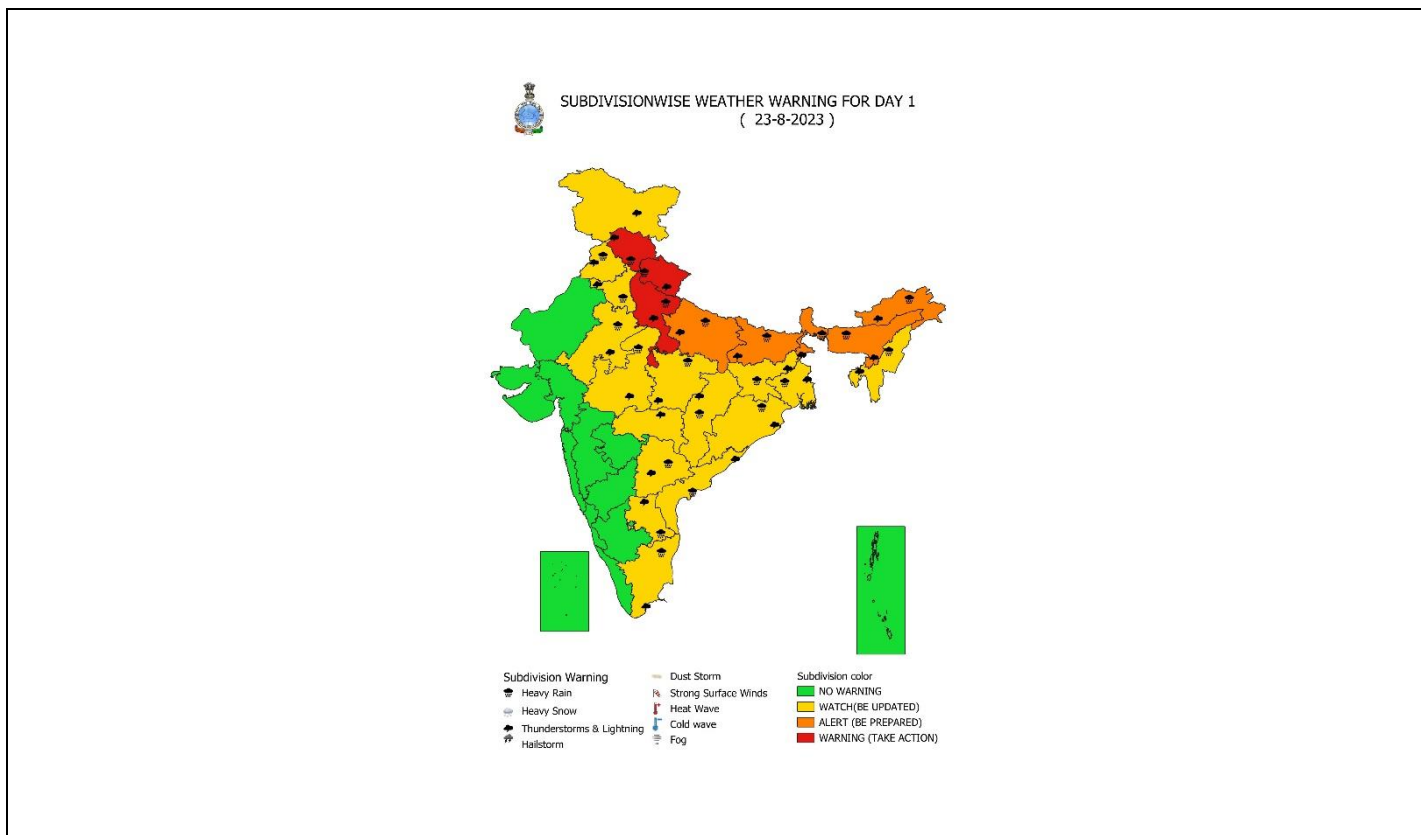 SUBDIVISIONWISE WEATHER WARNING FOR DAY 1
( 23-8-2023 )
Subdivision Warning
Heavy Rain
Heavy Snow
Thunderstorms & Lightning
Hailstorm
Dust Storm
Strong Surface Winds
Heat Wave
Cold wave
Fog
Subdivision color
NO WARNING
WATCH(BE UPDATED)
ALERT (BE PREPARED)
WARNING (TAKE ACTION)